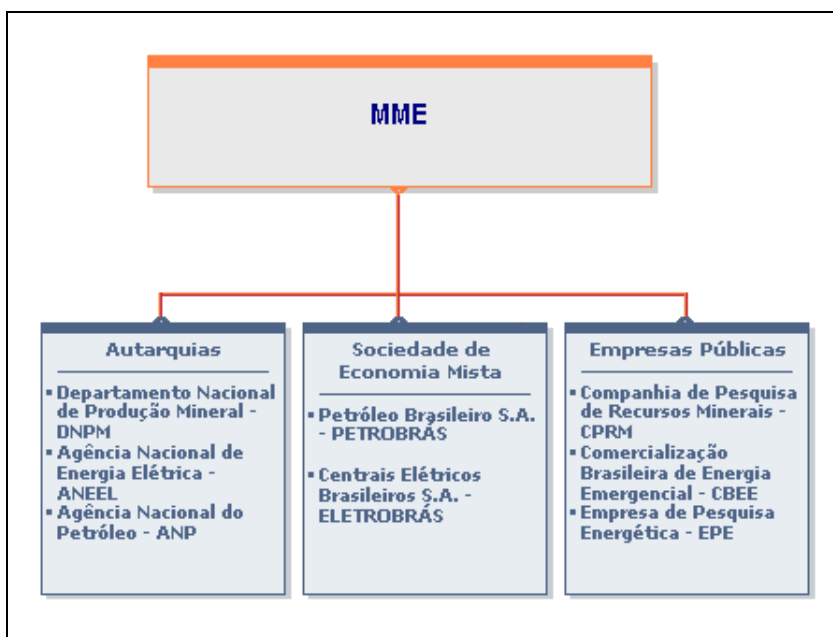 MME
Autarquias
▪ Departamento Nacional
de Produção Mineral -
DNPM
▪ Agência Nacional de
Energia Elétrica -
ANEEL
▪ Agência Nacional do
Petróleo - ANP
Sociedade de
Economia Mista
▪ Petróleo Brasileiro S.A.
- PETROBRÁS
▪ Centrais Elétricos
Brasileiros S.A. -
ELETROBRÁS
Empresas Públicas
▪ Companhia de Pesquisa
de Recursos Minerais -
CPRM
▪ Comercialização
Brasileira de Energia
Emergencial - CBEE
▪ Empresa de Pesquisa
Energética - EPE